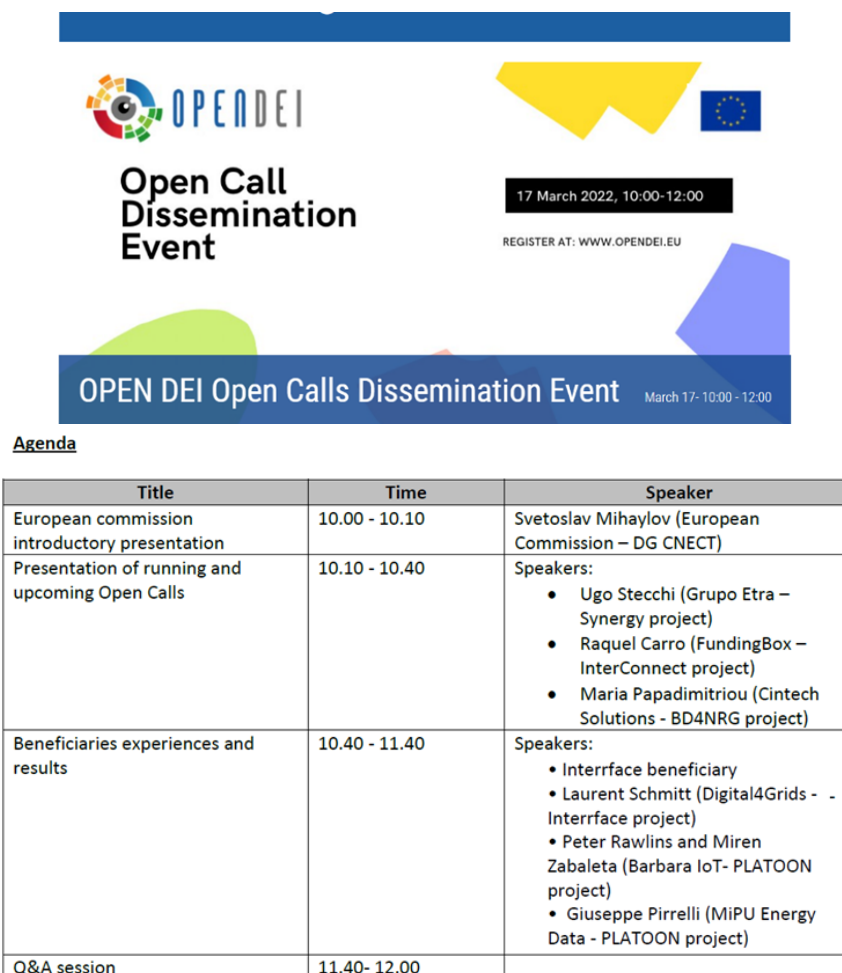 OPENDEI
Open Call
Dissemination
Event
17 March 2022, 10:00-12:00
REGISTER AT: WWW.OPENDEI.EU
OPEN DEI Open Calls Dissemination Event March 17- 10:00 - 12:00
Agenda
Title Time Speaker
European commission
introductory presentation
10.00 - 10.10
Svetoslav Mihaylov (European
Commission – DG CNECT)
Presentation of running and
upcoming Open Calls
10.10 - 10.40
Speakers:
• Ugo Stecchi (Grupo Etra –
Synergy project)
• Raquel Carro (FundingBox –
InterConnect project)
• Maria Papadimitriou (Cintech
Solutions - BD4NRG project)
Beneficiaries experiences and
results
10.40 - 11.40
Speakers:
• Interrface beneficiary
• Laurent Schmitt (Digital4Grids - -
Interrface project)
• Peter Rawlins and Miren
Zabaleta (Barbara IoT- PLATOON
project)
• Giuseppe Pirrelli (MiPU Energy
Data - PLATOON project)
Q&A session
11.40- 12.00